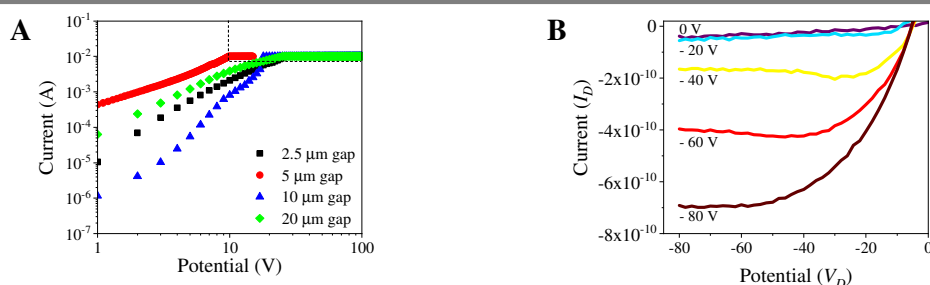 A
10⁻¹
10⁻²
10⁻³
10⁻⁴
10⁻⁵
10⁻⁶
10⁻⁷
Current (A)
2.5 μm gap
5 μm gap
10 μm gap
20 μm gap
1 10 100
Potential (V)
B
0
-2x10⁻¹⁰
-4x10⁻¹⁰
-6x10⁻¹⁰
-8x10⁻¹⁰
Current (I_D)
0 V
- 20 V
- 40 V
- 60 V
- 80 V
-80 -60 -40 -20 0
Potential (V_D)